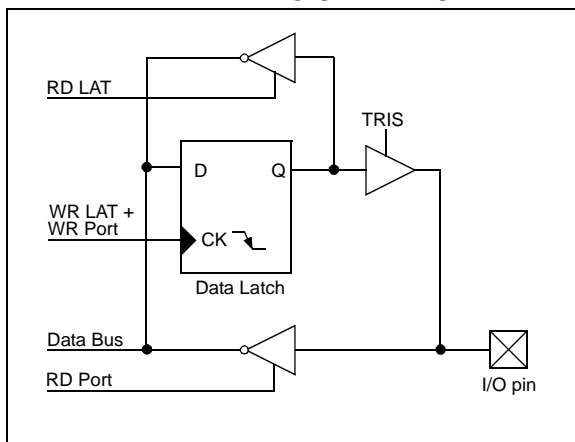 RD LAT
TRIS
D
Q
WR LAT +
WR Port
CK
Data Latch
Data Bus
RD Port
I/O pin